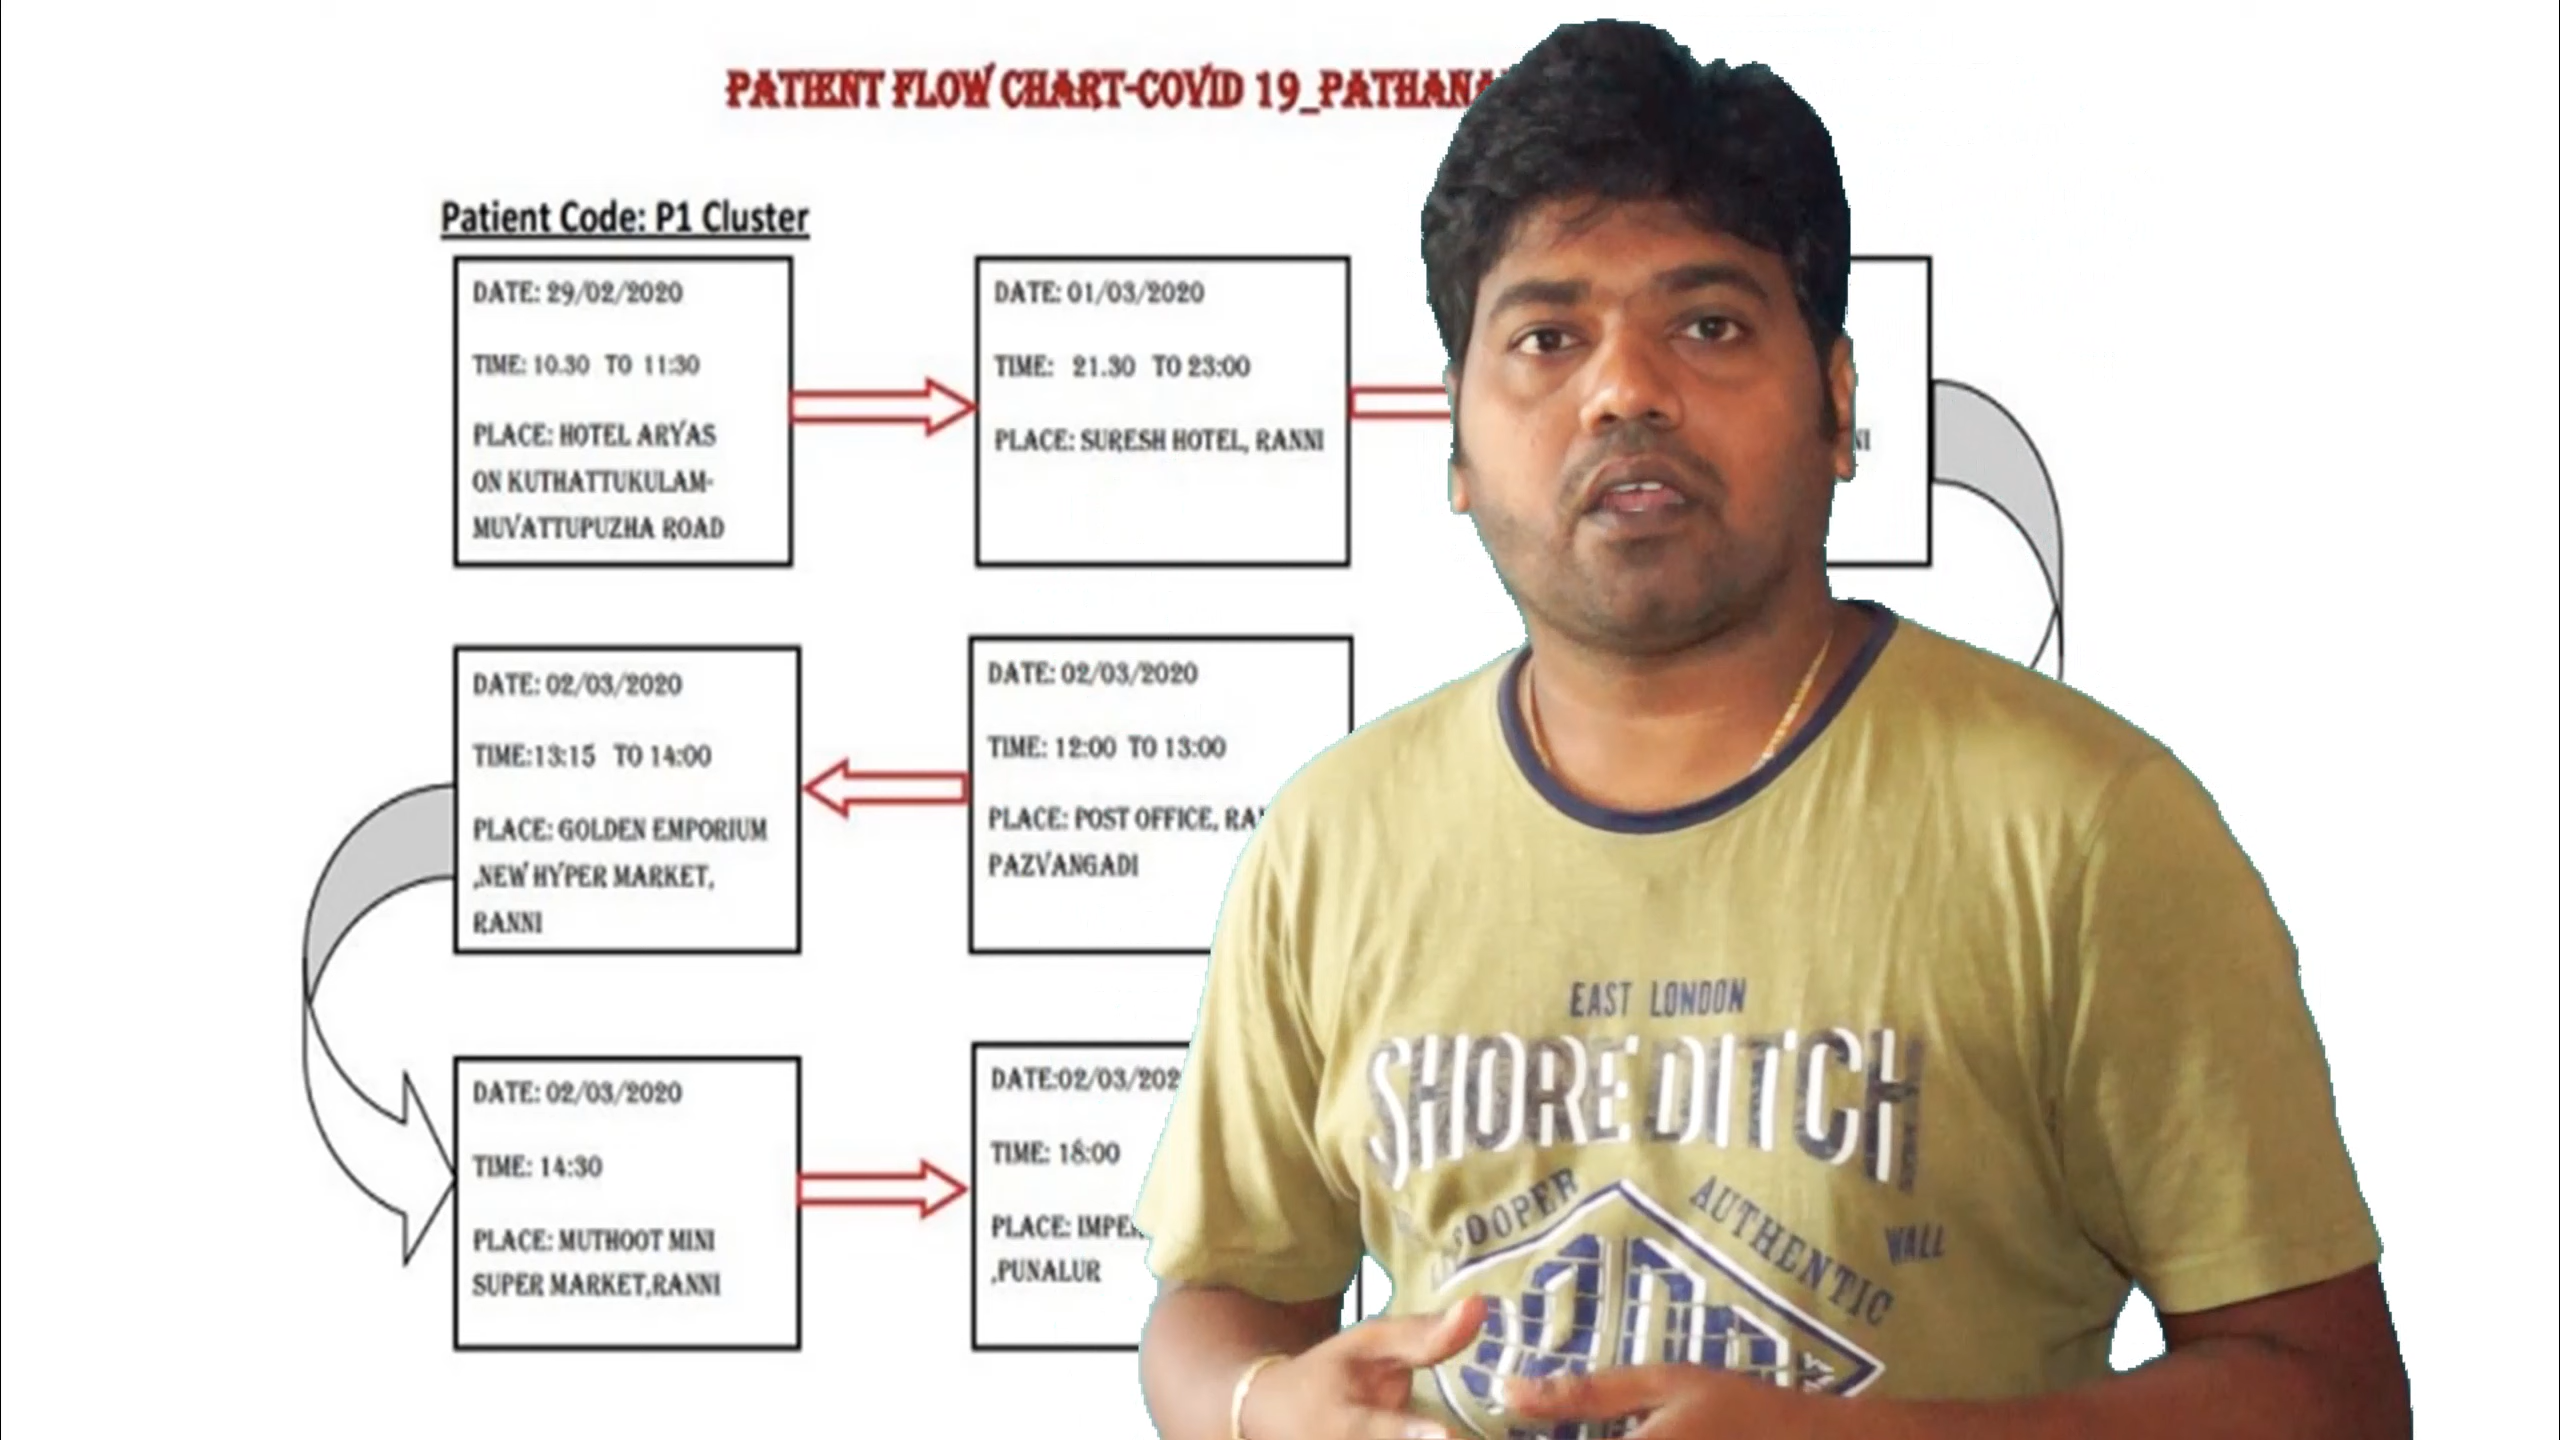 PATIENT FLOW CHART-COVID 19_
Patient Code: P1 Cluster
DATE: 29/02/2020
TIME: 10.30 TO 11:30
PLACE: HOTEL ARYAS
ON KUTHATTUKULAM-
MUVATTUPUZHA ROAD
DATE: 01/03/2020
TIME: 21.30 TO 23:00
PLACE: SURESH HOTEL, RANNI
DATE: 02/03/2020
TIME: 12:00 TO 13:00
PLACE: POST OFFICE,
PAZVANGADI
DATE: 02/03/2020
TIME:13:15 TO 14:00
PLACE: GOLDEN EMPORIUM
,NEW HYPER MARKET,
RANNI
DATE: 02/03/2020
TIME: 14:30
PLACE: MUTHOOT MINI
SUPER MARKET,RANNI
DATE:02/03/202
TIME: 18:00
PLACE:
,PUNALUR
EAST LONDON
SHOREDITCH
COOPER
AUTHENTIC
WALL